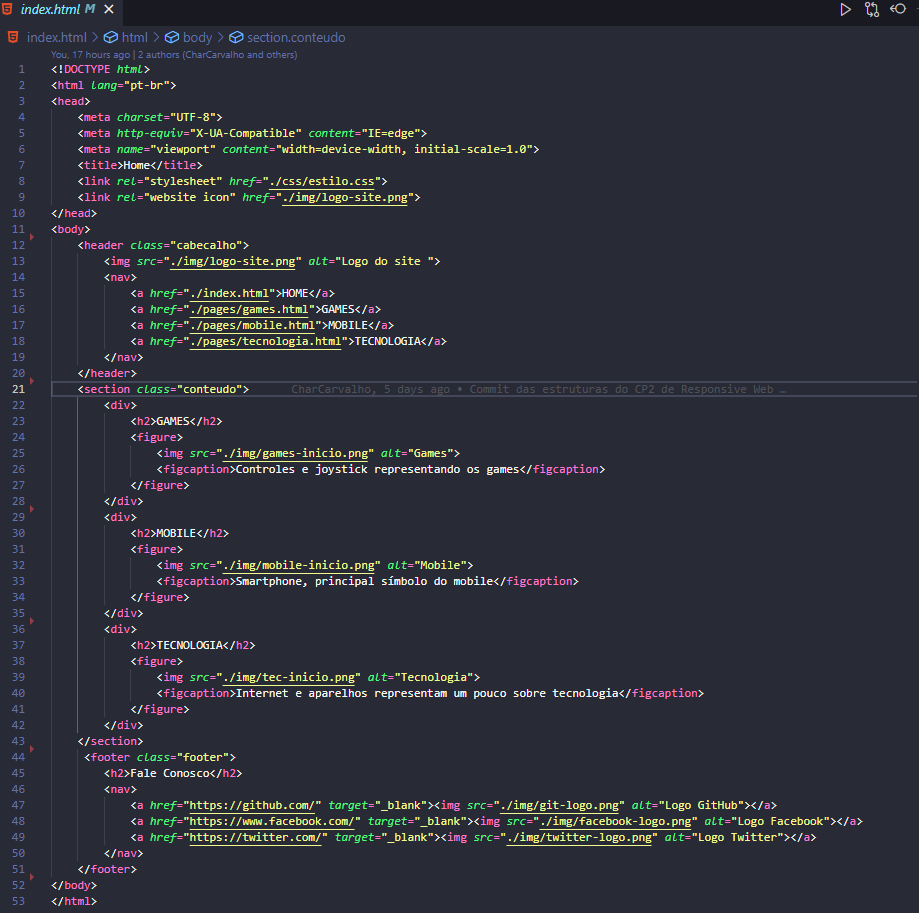 index.html M
index.html > html > body > section.conteudo
You, 17 hours ago | 2 authors (CharCarvalho and others)
1 <!DOCTYPE html>
2 <html lang="pt-br">
3 <head>
4     <meta charset="UTF-8">
5     <meta http-equiv="X-UA-Compatible" content="IE=edge">
6     <meta name="viewport" content="width=device-width, initial-scale=1.0">
7     <title>Home</title>
8     <link rel="stylesheet" href="./css/estilo.css">
9     <link rel="website icon" href="./img/logo-site.png">
10 </head>
11 <body>
12     <header class="cabecalho">
13         <img src="./img/logo-site.png" alt="Logo do site ">
14         <nav>
15             <a href="./index.html">HOME</a>
16             <a href="./pages/games.html">GAMES</a>
17             <a href="./pages/mobile.html">MOBILE</a>
18             <a href="./pages/tecnologia.html">TECNOLOGIA</a>
19         </nav>
20     </header>
21     <section class="conteudo">      CharCarvalho, 5 days ago • Commit das estruturas do CP2 de Responsive Web …
22         <div>
23             <h2>GAMES</h2>
24             <figure>
25                 <img src="./img/games-inicio.png" alt="Games">
26                 <figcaption>Controles e joystick representando os games</figcaption>
27             </figure>
28         </div>
29         <div>
30             <h2>MOBILE</h2>
31             <figure>
32                 <img src="./img/mobile-inicio.png" alt="Mobile">
33                 <figcaption>Smartphone, principal símbolo do mobile</figcaption>
34             </figure>
35         </div>
36         <div>
37             <h2>TECNOLOGIA</h2>
38             <figure>
39                 <img src="./img/tec-inicio.png" alt="Tecnologia">
40                 <figcaption>Internet e aparelhos representam um pouco sobre tecnologia</figcaption>
41             </figure>
42         </div>
43     </section>
44      <footer class="footer">
45         <h2>Fale Conosco</h2>
46         <nav>
47             <a href="https://github.com/" target="_blank"><img src="./img/git-logo.png" alt="Logo GitHub"></a>
48             <a href="https://www.facebook.com/" target="_blank"><img src="./img/facebook-logo.png" alt="Logo Facebook"></a>
49             <a href="https://twitter.com/" target="_blank"><img src="./img/twitter-logo.png" alt="Logo Twitter"></a>
50         </nav>
51     </footer>
52 </body>
53 </html>